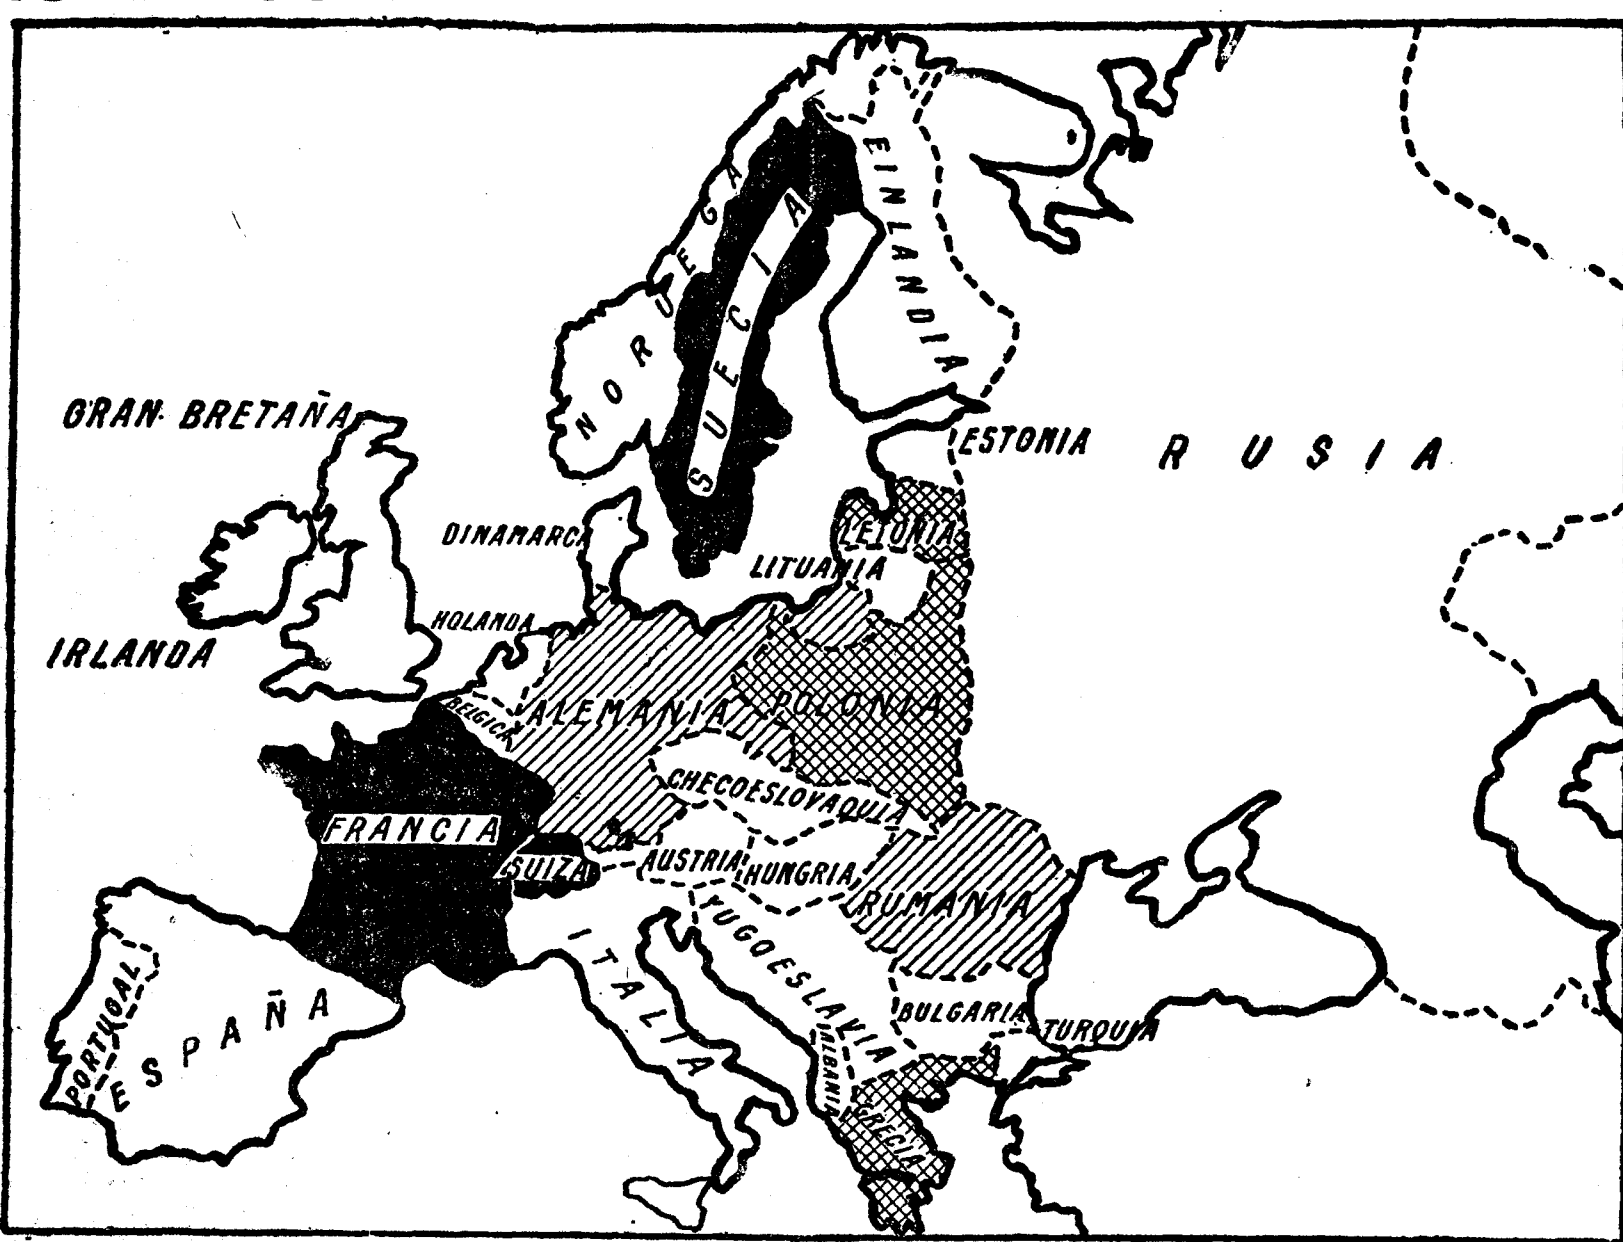 NORUEGA
SUECIA
FINLANDIA
GRAN BRETAÑA
ESTONIA
RUSIA
DINAMARCA
LETONIA
LITUANIA
HOLANDA
IRLANDA
BELGICA
ALEMANIA
POLONIA
CHECOESLOVAQUIA
FRANCIA
SUIZA
AUSTRIA
HUNGRIA
RUMANIA
YUGOESLAVIA
ITALIA
PORTUGAL
ESPAÑA
BULGARIA
TURQUIA
ALBANIA
GRECIA